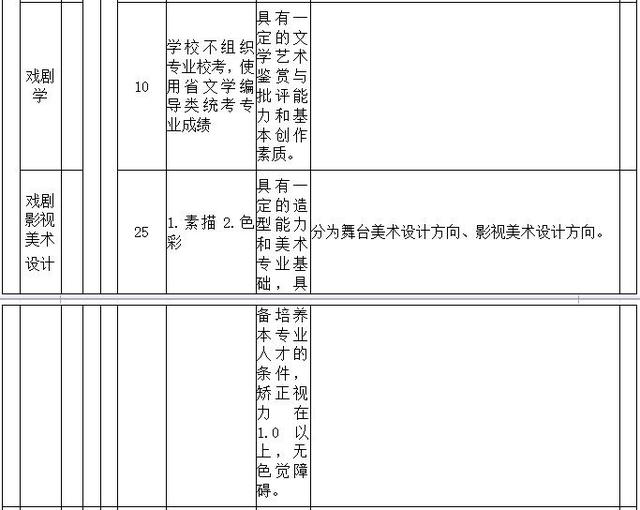 戏剧
学
10
学校不组织
专业校考，使
用省文学编
导类统考专
业成绩
具有一
定的文
学艺术
鉴赏与
批评能
力和基
本创作
素质。
戏剧
影视
美术
设计
25
1.素描 2.色
彩
具有一
定的造
型能力
和美术
专业基
础，具
分为舞台美术设计方向、影视美术设计方向。
备培养
本专业
人才的
条件，
矫正视
力在
1.0 以
上，无
色觉障
碍。